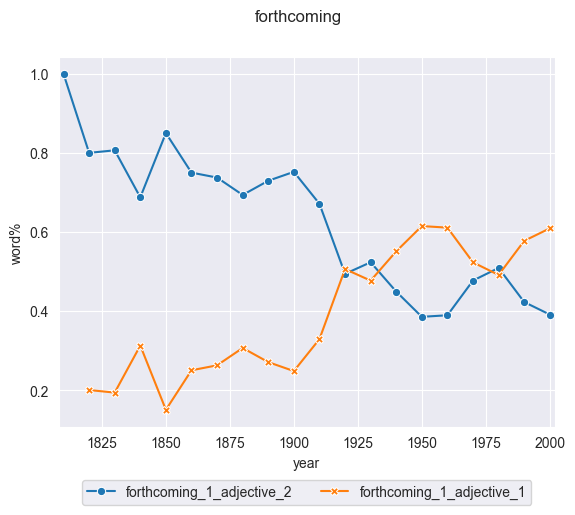 forthcoming
1.0
0.8
0.6
0.4
0.2
word%
1825 1850 1875 1900 1925 1950 1975 2000
year
forthcoming_1_adjective_2 forthcoming_1_adjective_1